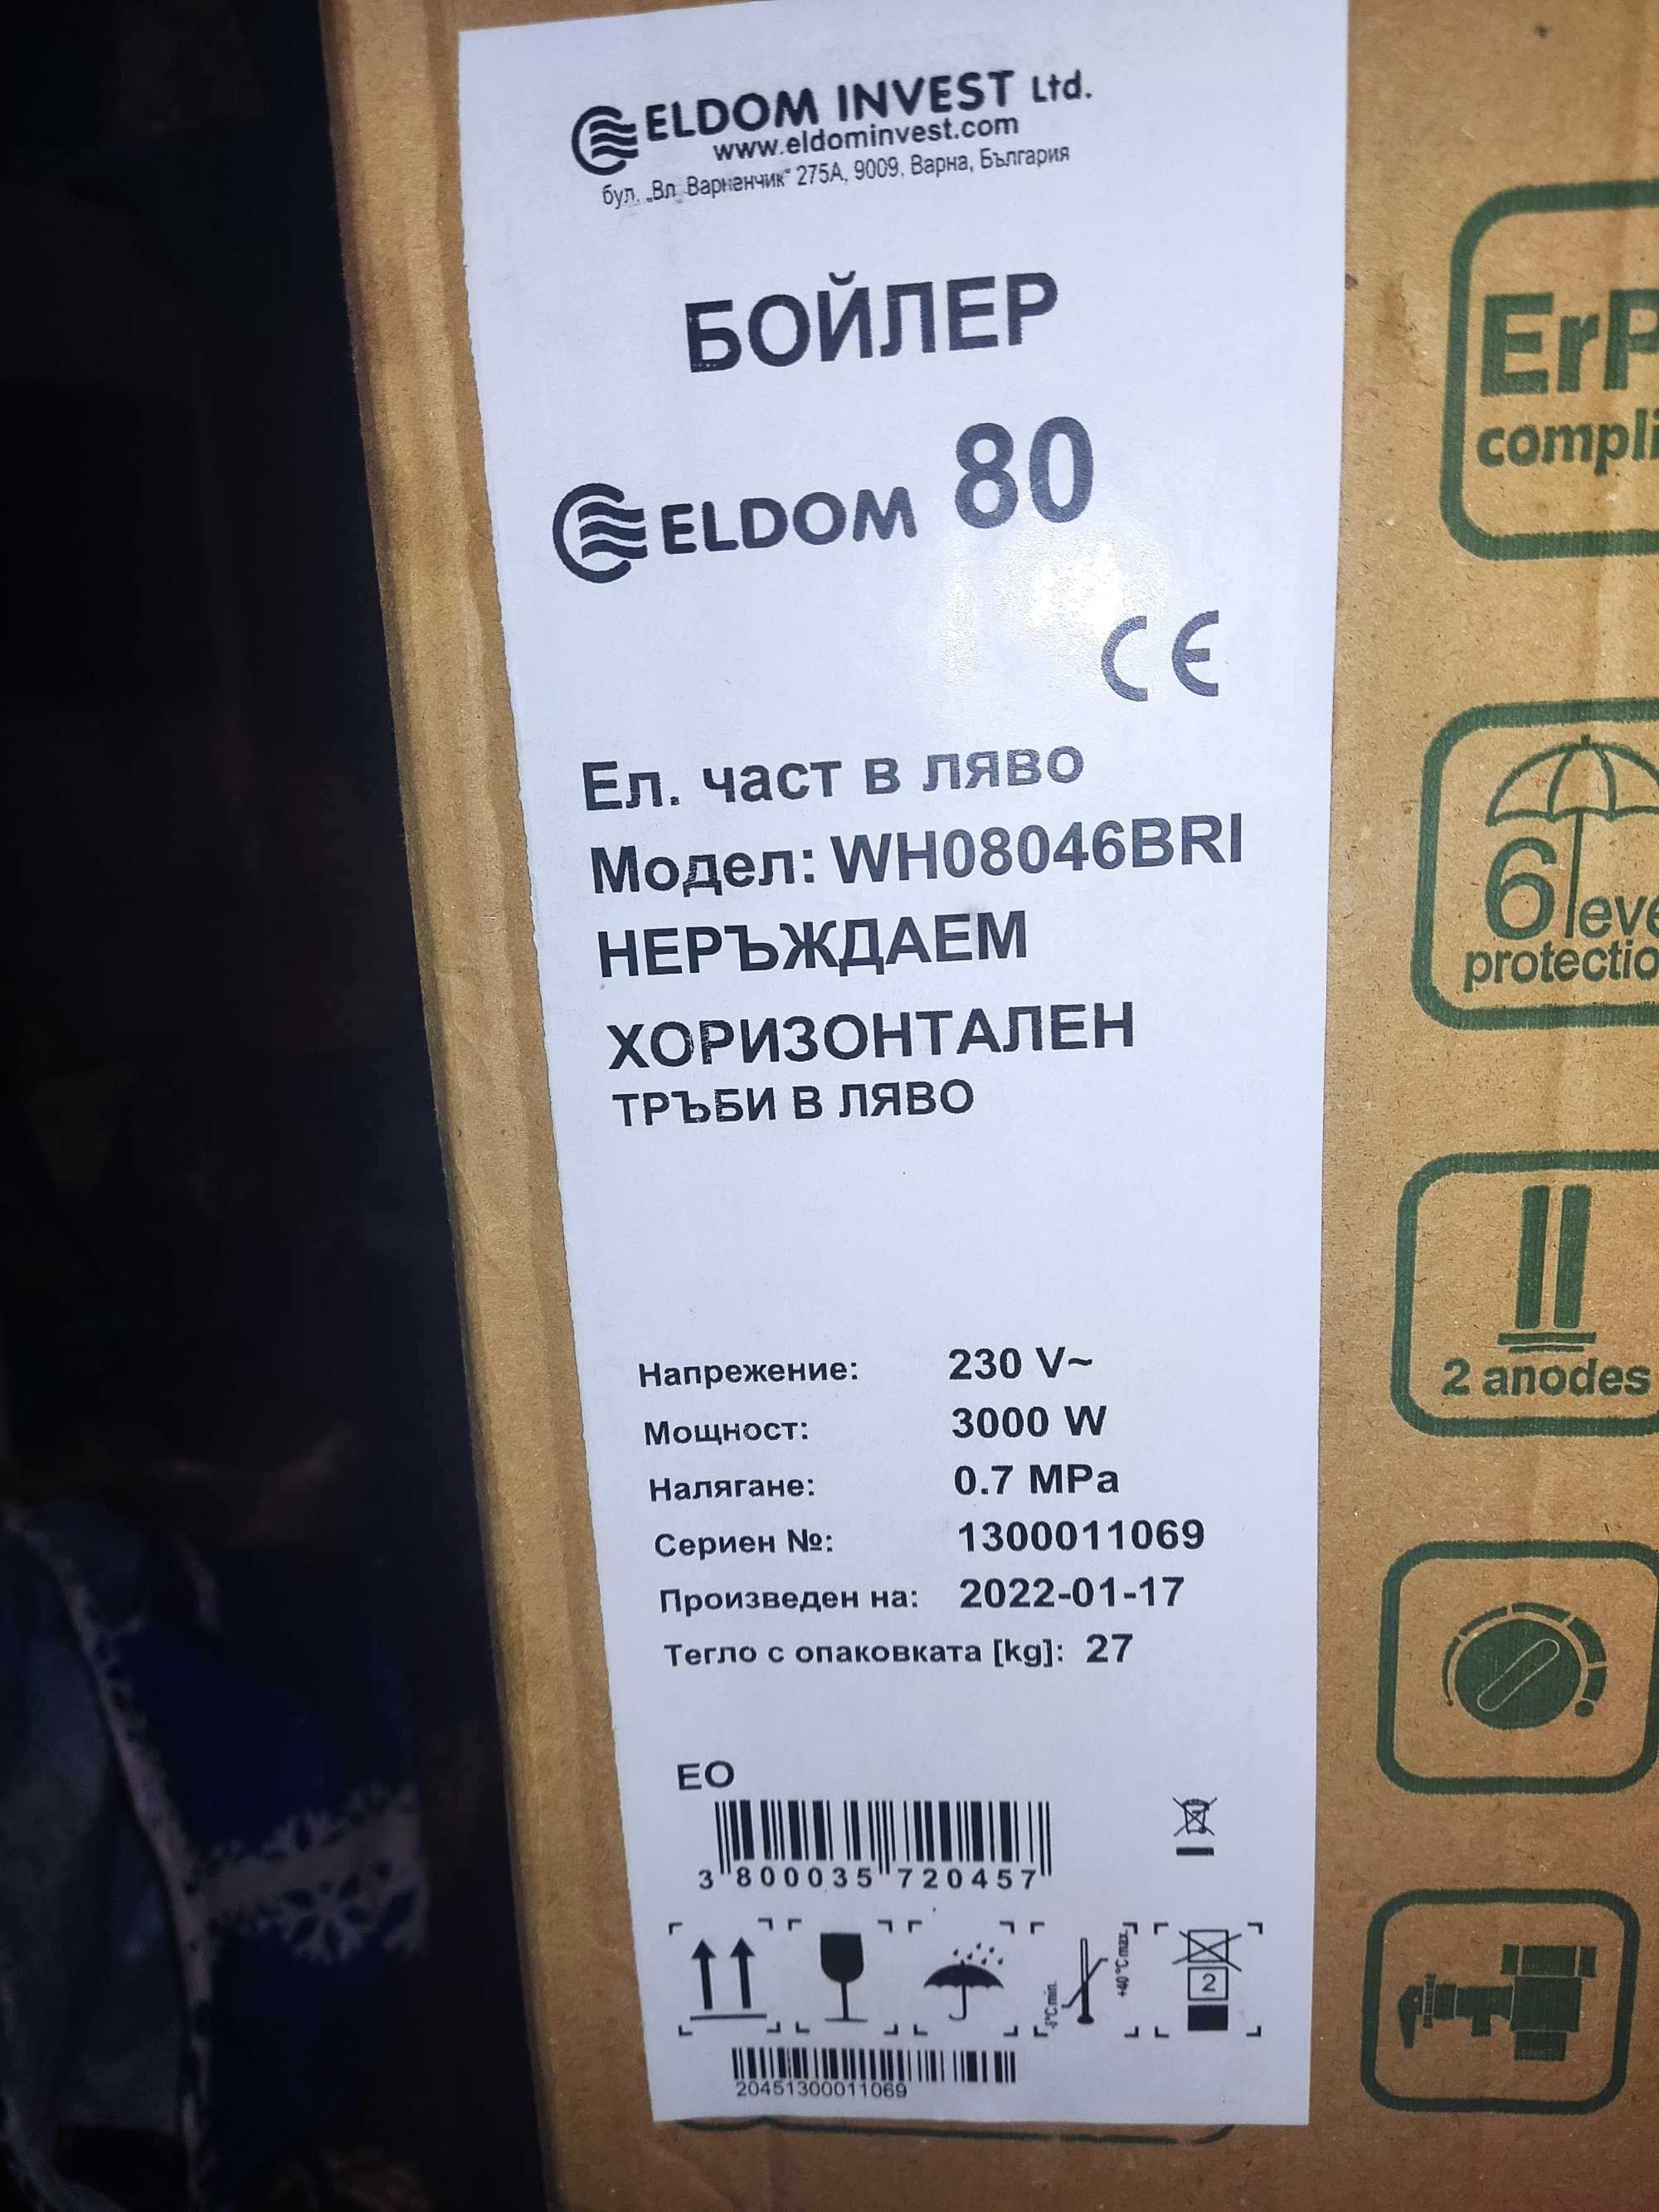 ELDOM INVEST Ltd.
www.eldominvest.com
бул. „Вл. Варненчик“ 275А, 9009, Варна, България
БОЙЛЕР
ELDOM 80
CE
Ел. част в ляво
Модел: WH08046BRI
НЕРЪЖДАЕМ
ХОРИЗОНТАЛЕН
ТРЪБИ В ЛЯВО
Напрежение: 230 V~
Мощност: 3000 W
Налягане: 0.7 MPa
Сериен №: 1300011069
Произведен на: 2022-01-17
Тегло с опаковката [kg]: 27
EO
3 800035 720457
+40 °C max.
2
20451300011069
ErP
compli
6 leve
protectio
2 anodes